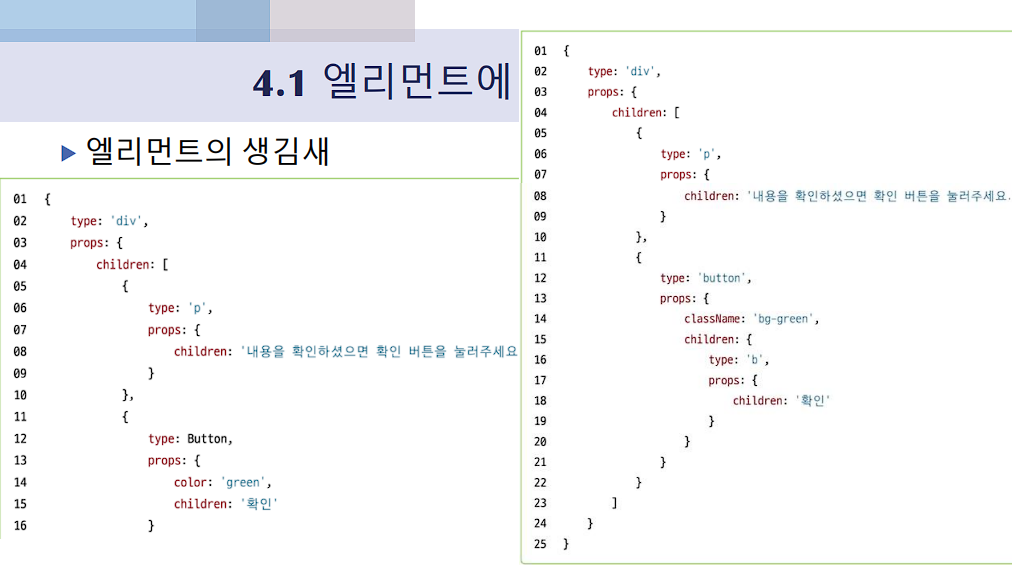 4.1 엘리먼트에
엘리먼트의 생김새
01 {
02 type: 'div',
03 props: {
04 children: [
05 {
06 type: 'p',
07 props: {
08 children: '내용을 확인하셨으면 확인 버튼을 눌러주세요
09 }
10 },
11 {
12 type: Button,
13 props: {
14 color: 'green',
15 children: '확인'
16 }
01 {
02 type: 'div',
03 props: {
04 children: [
05 {
06 type: 'p',
07 props: {
08 children: '내용을 확인하셨으면 확인 버튼을 눌러주세요.
09 }
10 },
11 {
12 type: 'button',
13 props: {
14 className: 'bg-green',
15 children: {
16 type: 'b',
17 props: {
18 children: '확인'
19 }
20 }
21 }
22 }
23 ]
24 }
25 }